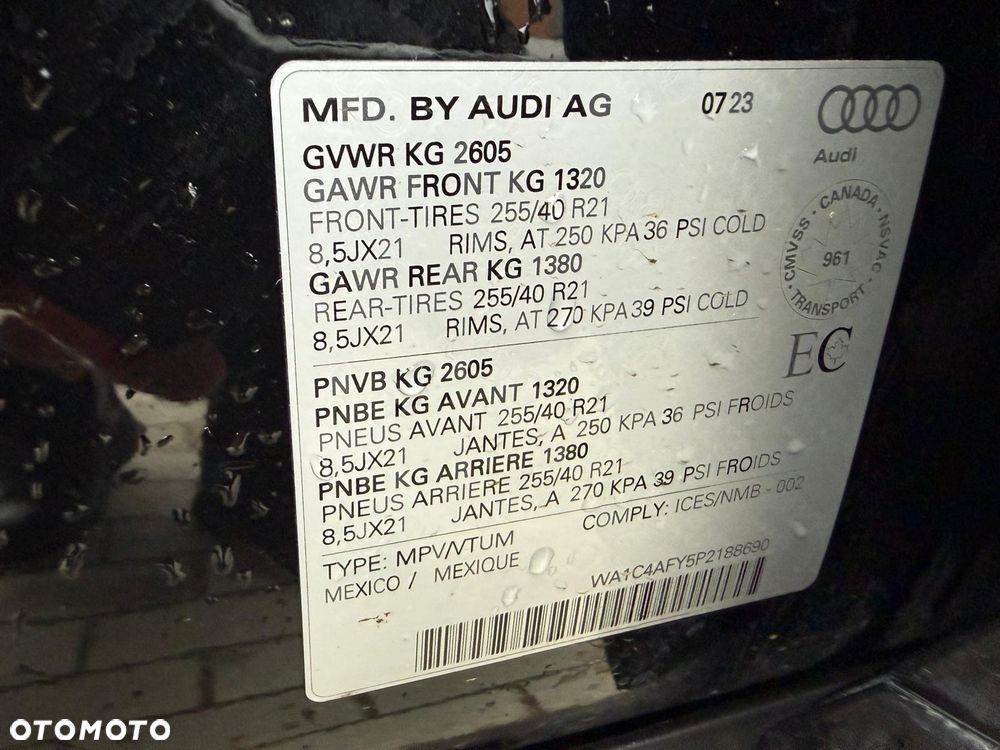 MFD. BY AUDI AG 07 23
Audi
GVWR KG 2605
GAWR FRONT KG 1320
FRONT-TIRES 255/40 R21
8,5JX21 RIMS, AT 250 KPA 36 PSI COLD
GAWR REAR KG 1380
REAR-TIRES 255/40 R21
8,5JX21 RIMS, AT 270 KPA 39 PSI COLD
CMVSS · CANADA · NSVAC · TRANSPORT ·
961
EC
PNVB KG 2605
PNBE KG AVANT 1320
PNEUS AVANT 255/40 R21
8,5JX21 JANTES, A 250 KPA 36 PSI FROIDS
PNBE KG ARRIERE 1380
PNEUS ARRIERE 255/40 R21
8,5JX21 JANTES, A 270 KPA 39 PSI FROIDS
COMPLY: ICES/NMB - 002
TYPE: MPV/VTUM
MEXICO / MEXIQUE
WA1C4AFY5P2188690
OTOMOTO